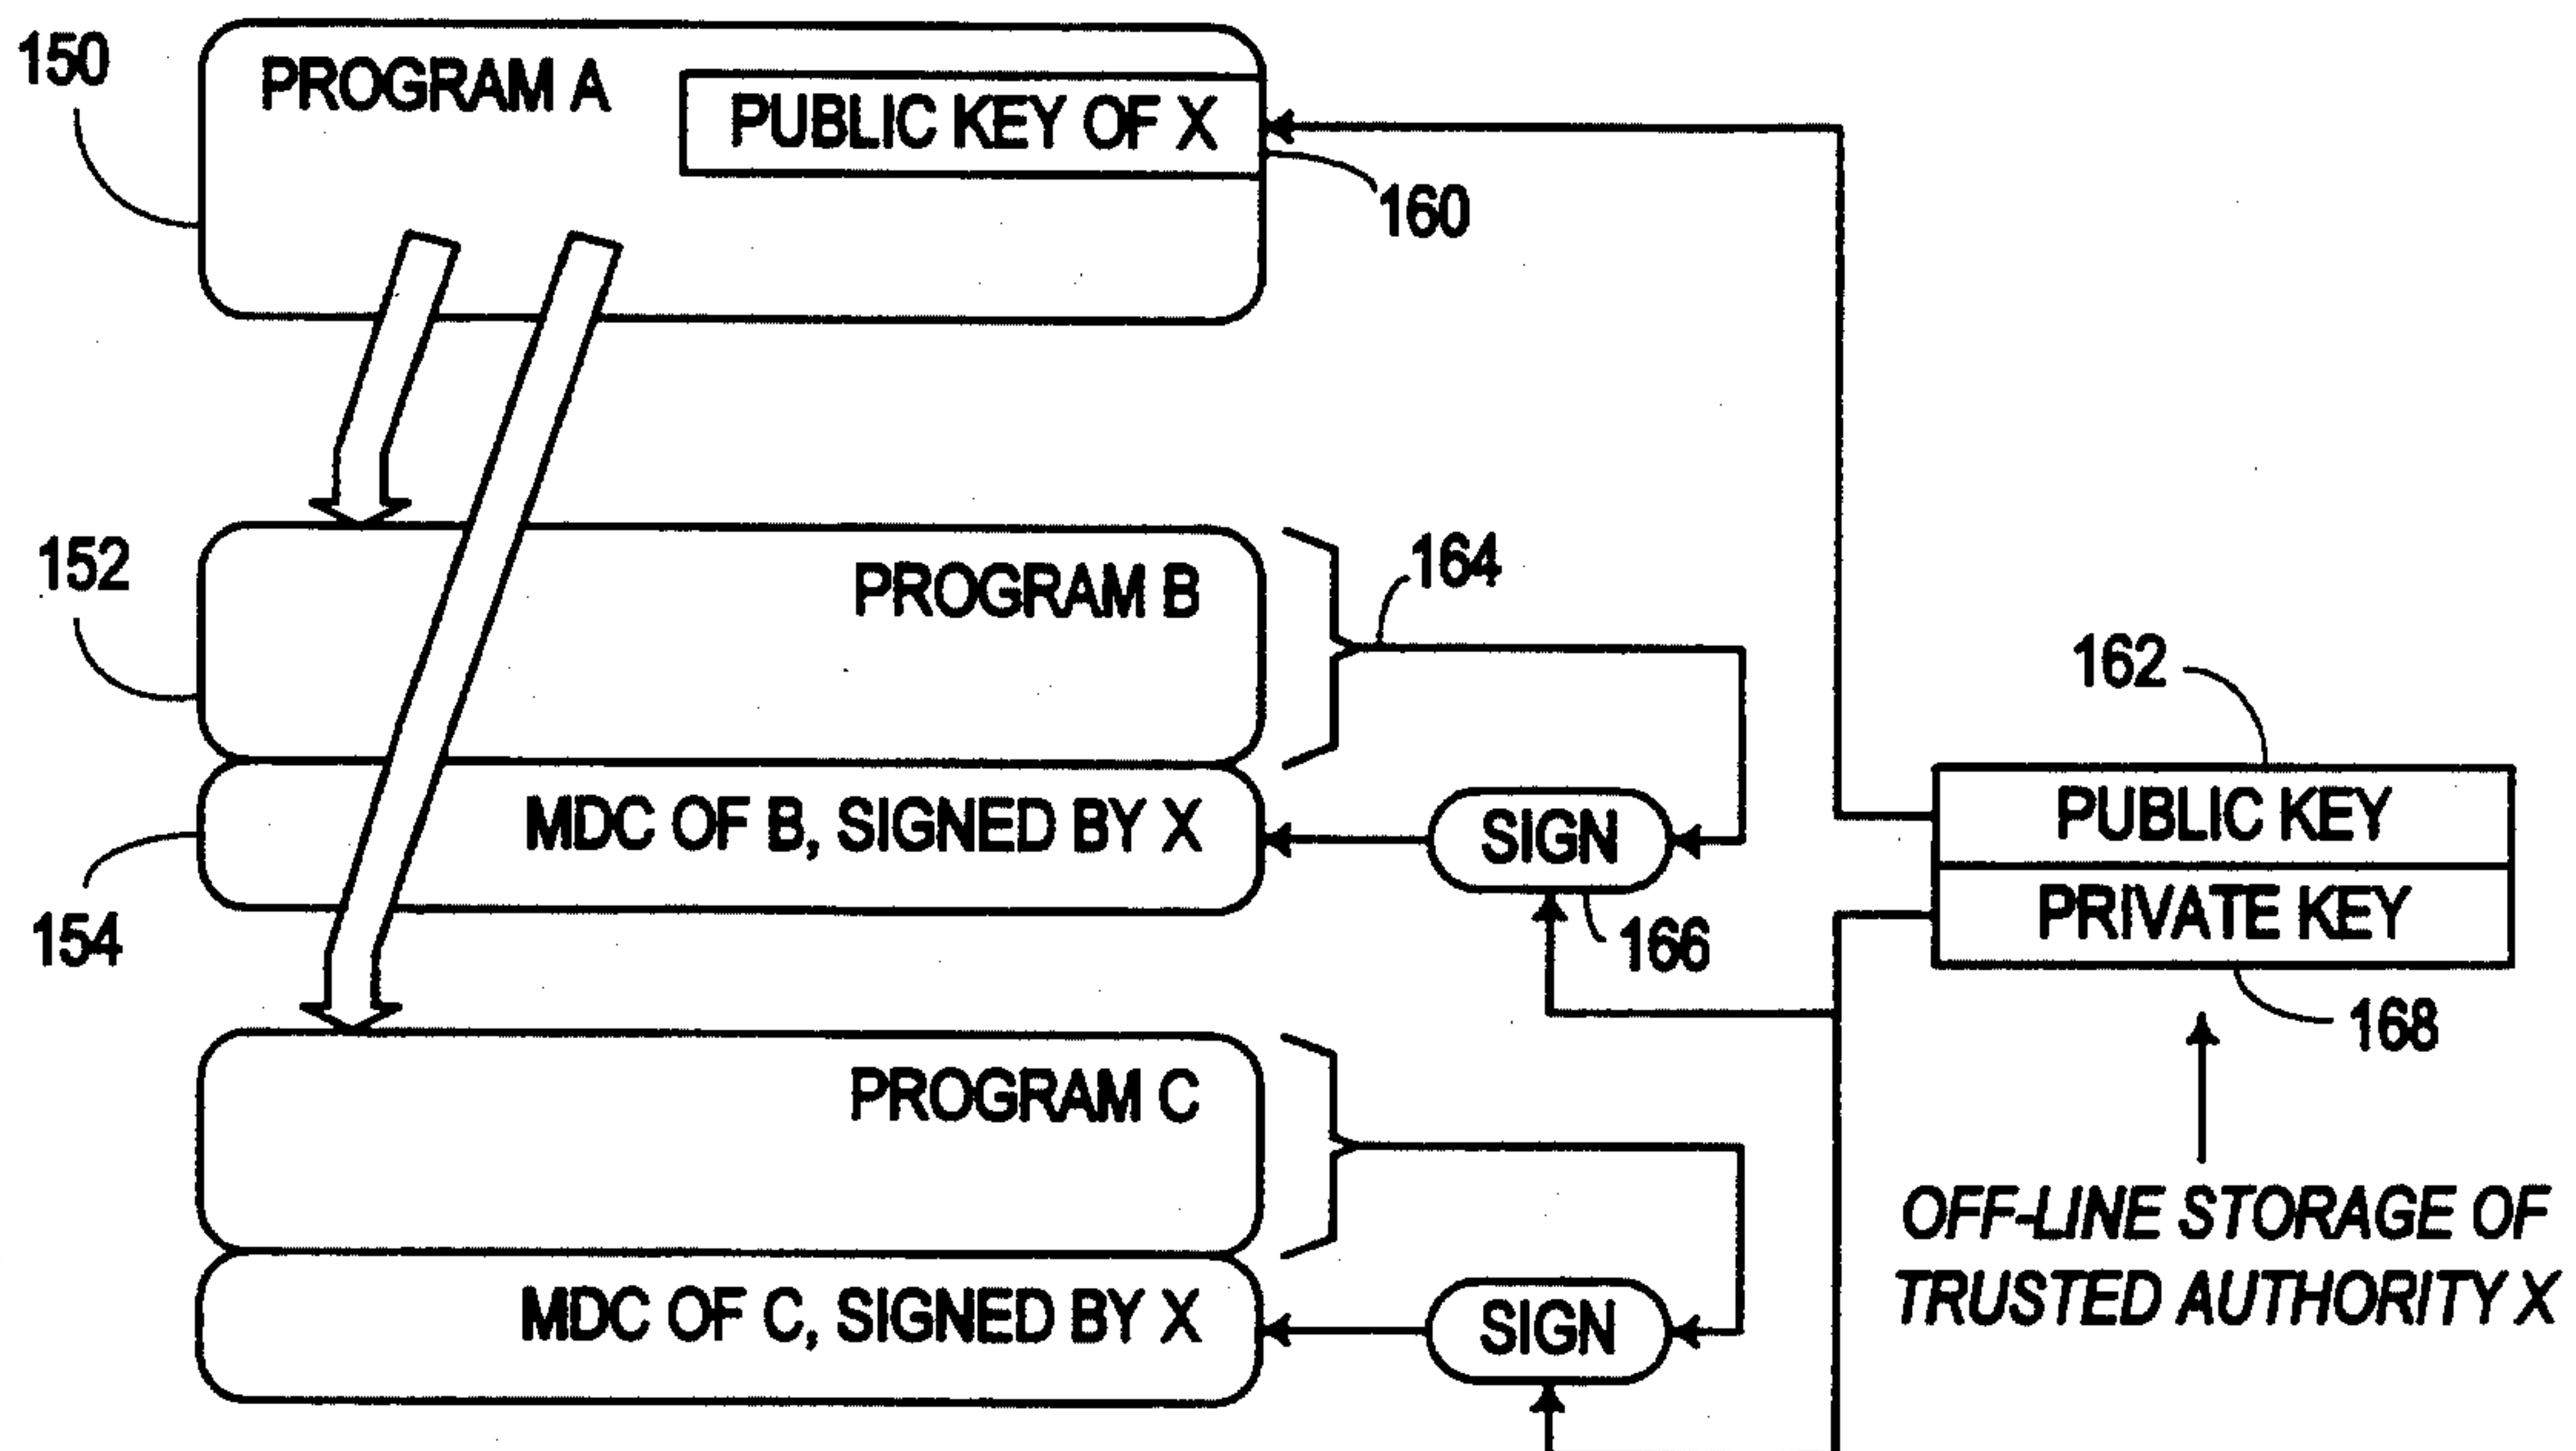 150
PROGRAM A
PUBLIC KEY OF X
160
152
PROGRAM B
164
162
PUBLIC KEY
154
MDC OF B, SIGNED BY X
SIGN
166
PRIVATE KEY
168
PROGRAM C
OFF-LINE STORAGE OF
TRUSTED AUTHORITY X
MDC OF C, SIGNED BY X
SIGN